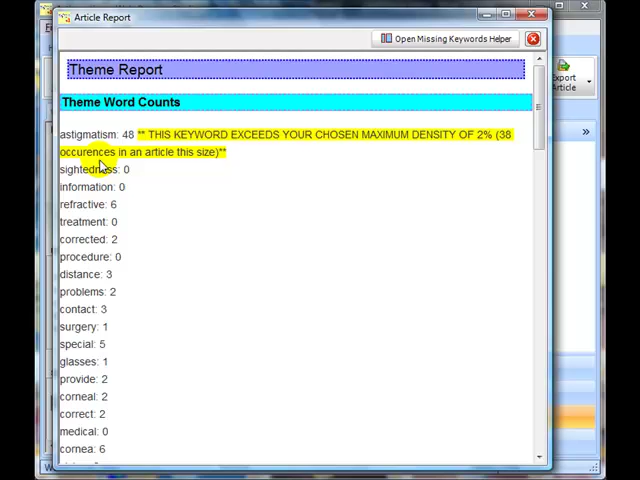 Article Report
Open Missing Keywords Helper
Theme Report
Export
Article
Theme Word Counts
astigmatism: 48 ** THIS KEYWORD EXCEEDS YOUR CHOSEN MAXIMUM DENSITY OF 2% (38
occurences in an article this size)**
sightedness: 0
information: 0
refractive: 6
treatment: 0
corrected: 2
procedure: 0
distance: 3
problems: 2
contact: 3
surgery: 1
special: 5
glasses: 1
provide: 2
corneal: 2
correct: 2
medical: 0
cornea: 6